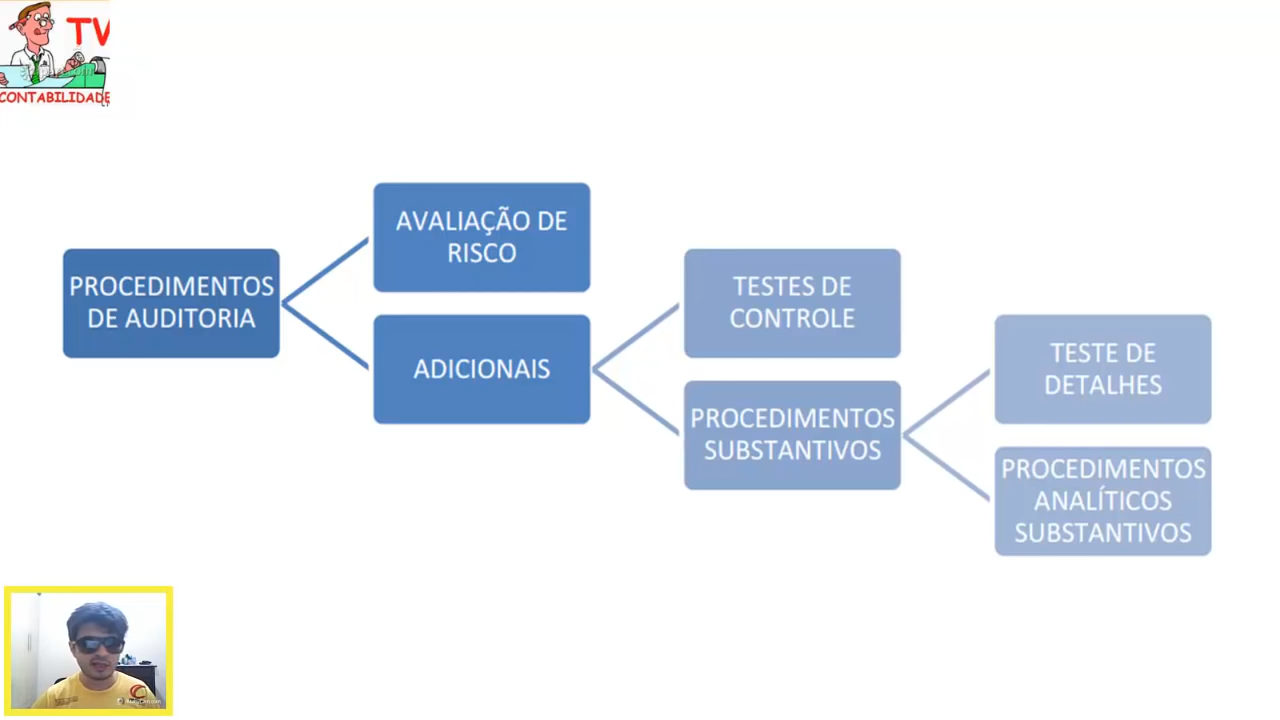 TV
CONTABILIDADE
AVALIAÇÃO DE
RISCO
PROCEDIMENTOS
DE AUDITORIA
ADICIONAIS
TESTES DE
CONTROLE
PROCEDIMENTOS
SUBSTANTIVOS
TESTE DE
DETALHES
PROCEDIMENTOS
ANALÍTICOS
SUBSTANTIVOS